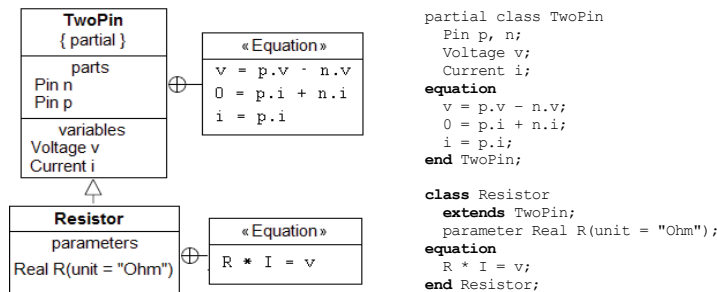 TwoPin
{ partial }
parts
Pin n
Pin p
variables
Voltage v
Current i
«Equation»
v = p.v - n.v
0 = p.i + n.i
i = p.i
Resistor
parameters
Real R(unit = "Ohm")
«Equation»
R * I = v
partial class TwoPin
Pin p, n;
Voltage v;
Current i;
equation
v = p.v – n.v;
0 = p.i + n.i;
i = p.i;
end TwoPin;
class Resistor
extends TwoPin;
parameter Real R(unit = "Ohm");
equation
R * I = v;
end Resistor;